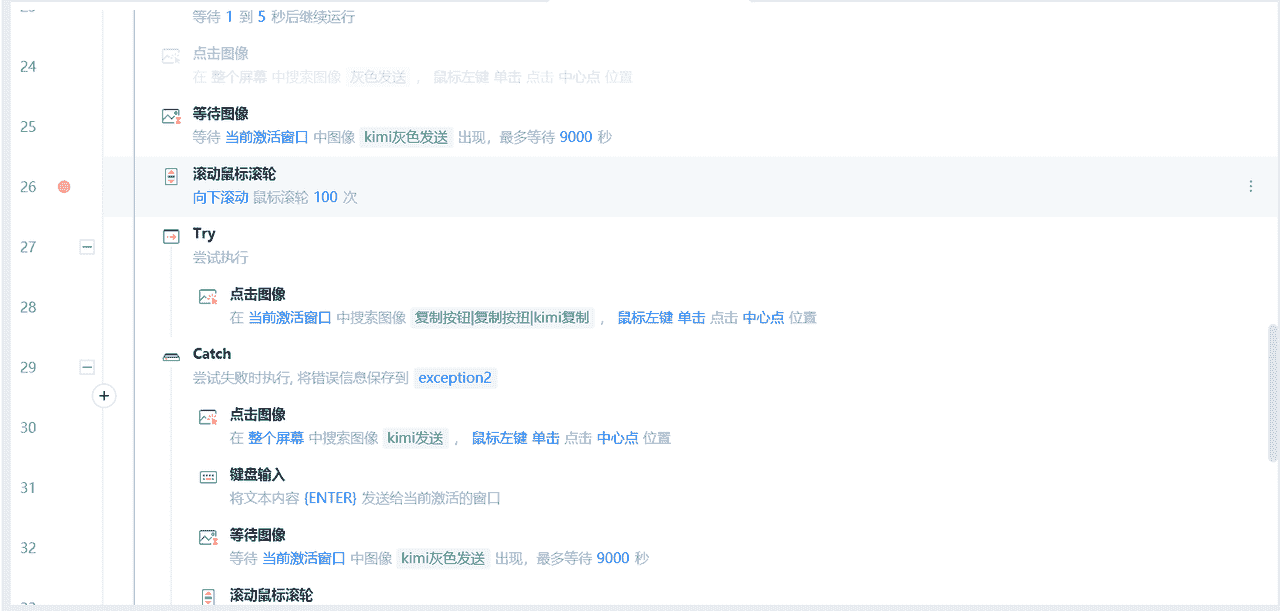 等待 1 到 5 秒后继续运行
24
点击图像
在 整个屏幕 中搜索图像 灰色发送 ， 鼠标左键 单击 点击 中心点 位置
25
等待图像
等待 当前激活窗口 中图像 kimi灰色发送 出现，最多等待 9000 秒
26
滚动鼠标滚轮
向下滚动 鼠标滚轮 100 次
27
Try
尝试执行
28
点击图像
在 当前激活窗口 中搜索图像 复制按钮|复制按扭|kimi复制 ， 鼠标左键 单击 点击 中心点 位置
29
Catch
尝试失败时执行, 将错误信息保存到 exception2
30
点击图像
在 整个屏幕 中搜索图像 kimi发送 ， 鼠标左键 单击 点击 中心点 位置
31
键盘输入
将文本内容 {ENTER} 发送给当前激活的窗口
32
等待图像
等待 当前激活窗口 中图像 kimi灰色发送 出现，最多等待 9000 秒
滚动鼠标滚轮